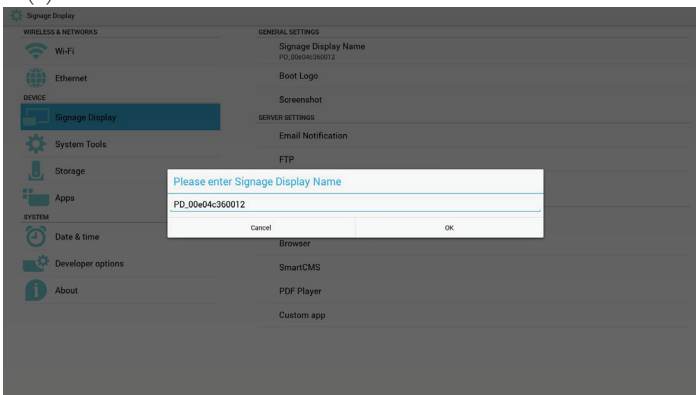 Signage Display
WIRELESS & NETWORKS
Wi-Fi
Ethernet
DEVICE
Signage Display
System Tools
Storage
Apps
SYSTEM
Date & time
Developer options
About
GENERAL SETTINGS
Signage Display Name
PD_00e04c360012
Boot Logo
Screenshot
SERVER SETTINGS
Email Notification
FTP
Please enter Signage Display Name
PD_00e04c360012
Cancel
OK
Browser
SmartCMS
PDF Player
Custom app